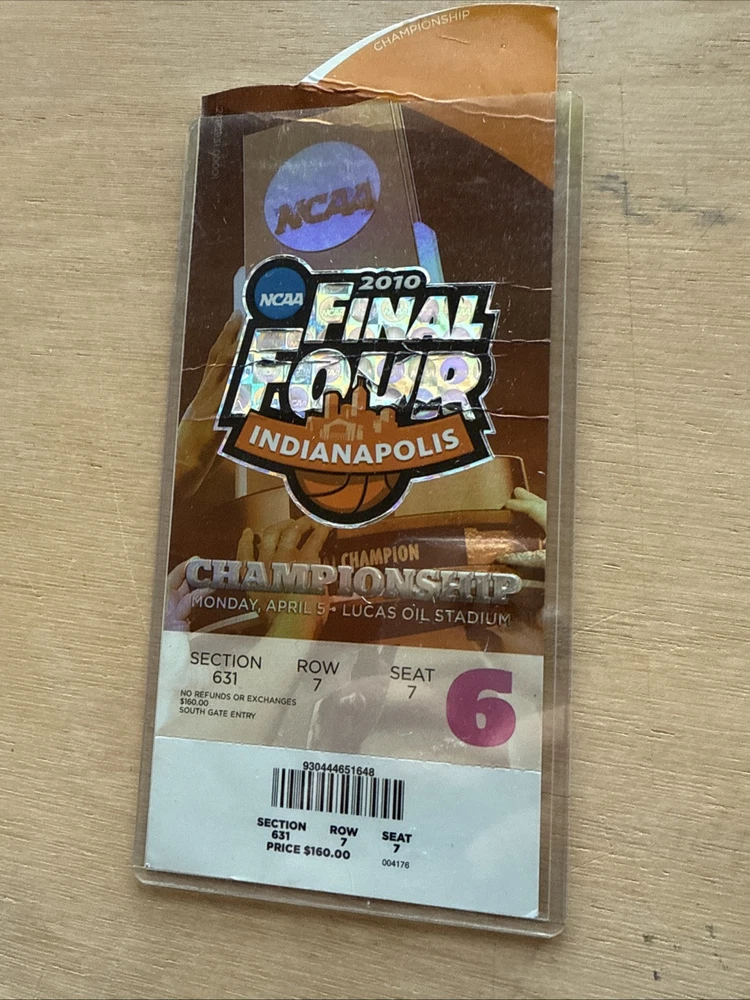 CHAMPIONSHIP
NCAA
NCAA
2010
FINAL
FOUR
INDIANAPOLIS
CHAMPION
CHAMPIONSHIP
MONDAY, APRIL 5 • LUCAS OIL STADIUM
SECTION ROW SEAT
631 7 7
6
NO REFUNDS OR EXCHANGES
$160.00
SOUTH GATE ENTRY
930444651648
SECTION ROW SEAT
631 7 7
PRICE $160.00
004176